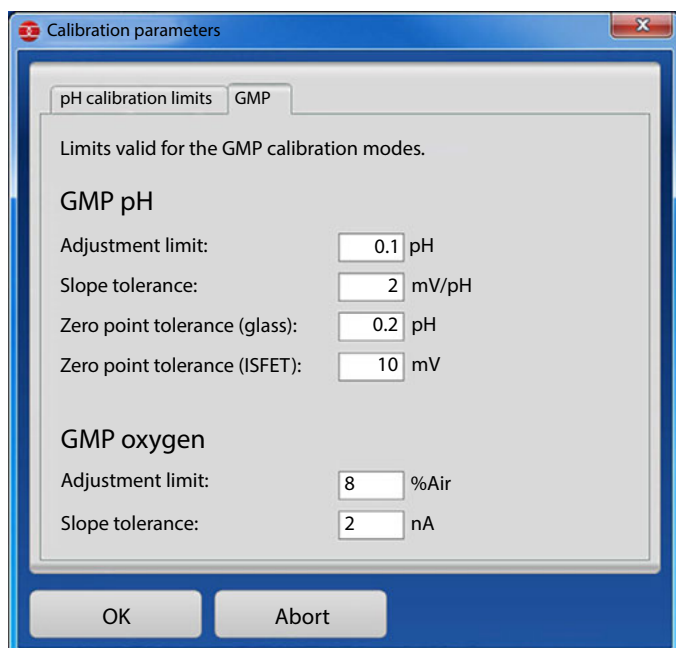 Calibration parameters
pH calibration limits GMP
Limits valid for the GMP calibration modes.
GMP pH
Adjustment limit: 0.1 pH
Slope tolerance: 2 mV/pH
Zero point tolerance (glass): 0.2 pH
Zero point tolerance (ISFET): 10 mV
GMP oxygen
Adjustment limit: 8 %Air
Slope tolerance: 2 nA
OK Abort